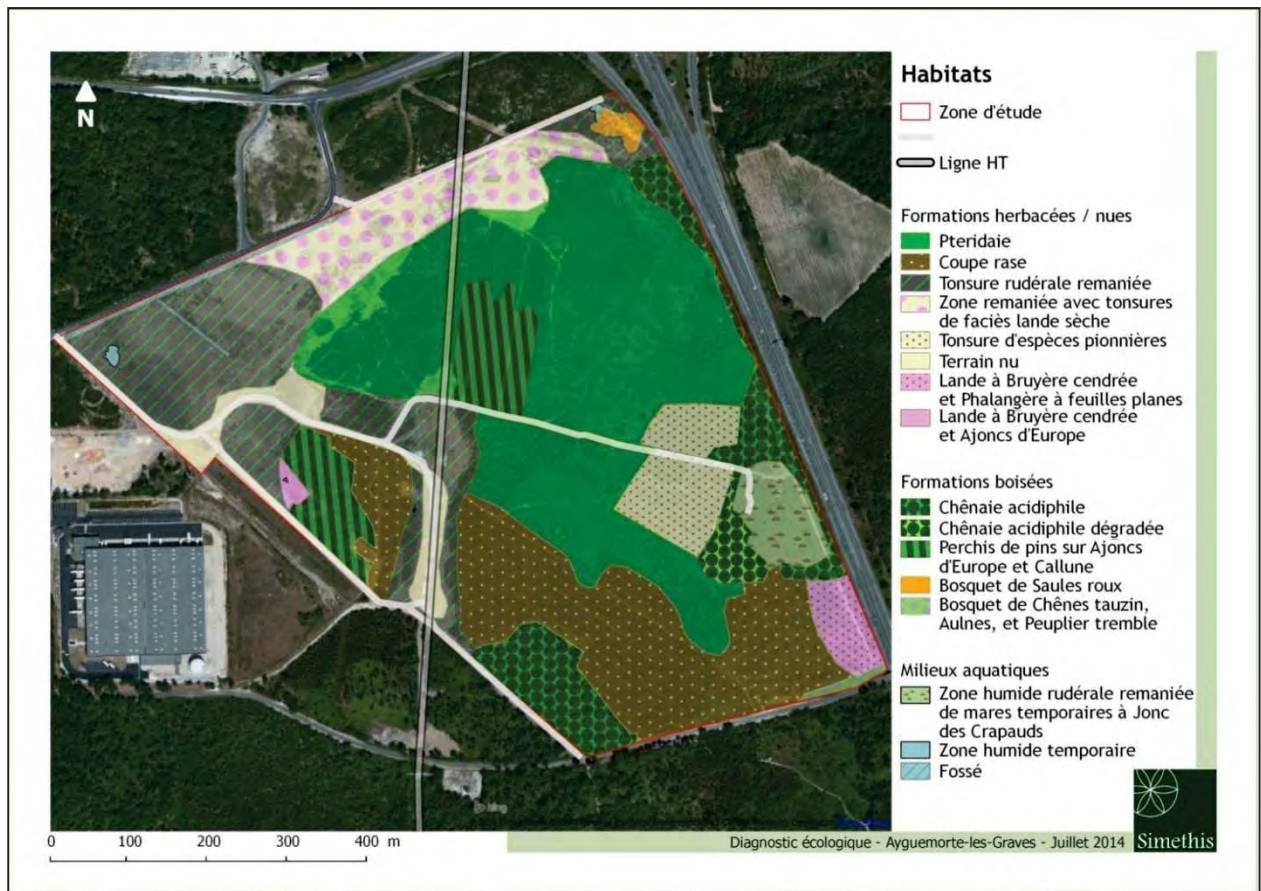 Habitats
N
Zone d'étude
Ligne HT
Formations herbacées / nues
Pteridaie
Coupe rase
Tonsure rudérale remaniée
Zone remaniée avec tonsures
de faciès lande sèche
Tonsure d'espèces pionnières
Terrain nu
Lande à Bruyère cendrée
et Phalangère à feuilles planes
Lande à Bruyère cendrée
et Ajoncs d'Europe
Formations boisées
Chênaie acidiphile
Chênaie acidiphile dégradée
Perchis de pins sur Ajoncs
d'Europe et Callune
Bosquet de Saules roux
Bosquet de Chênes tauzin,
Aulnes, et Peuplier tremble
Milieux aquatiques
Zone humide rudérale remaniée
de mares temporaires à Jonc
des Crapauds
Zone humide temporaire
Fossé
0 100 200 300 400 m
Diagnostic écologique - Ayguemorte-les-Graves - Juillet 2014
Simethis